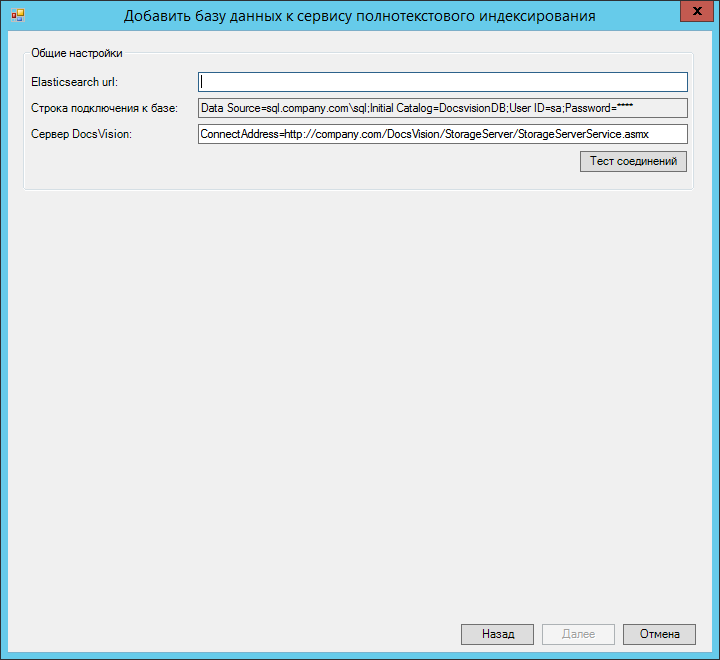 Добавить базу данных к сервису полнотекстового индексирования
x
Общие настройки
Elasticsearch url:
Строка подключения к базе: Data Source=sql.company.com\sql;Initial Catalog=DocsvisionDB;User ID=sa;Password=****
Сервер DocsVision: ConnectAddress=http://company.com/DocsVision/StorageServer/StorageServerService.asmx
Тест соединений
Назад Далее Отмена